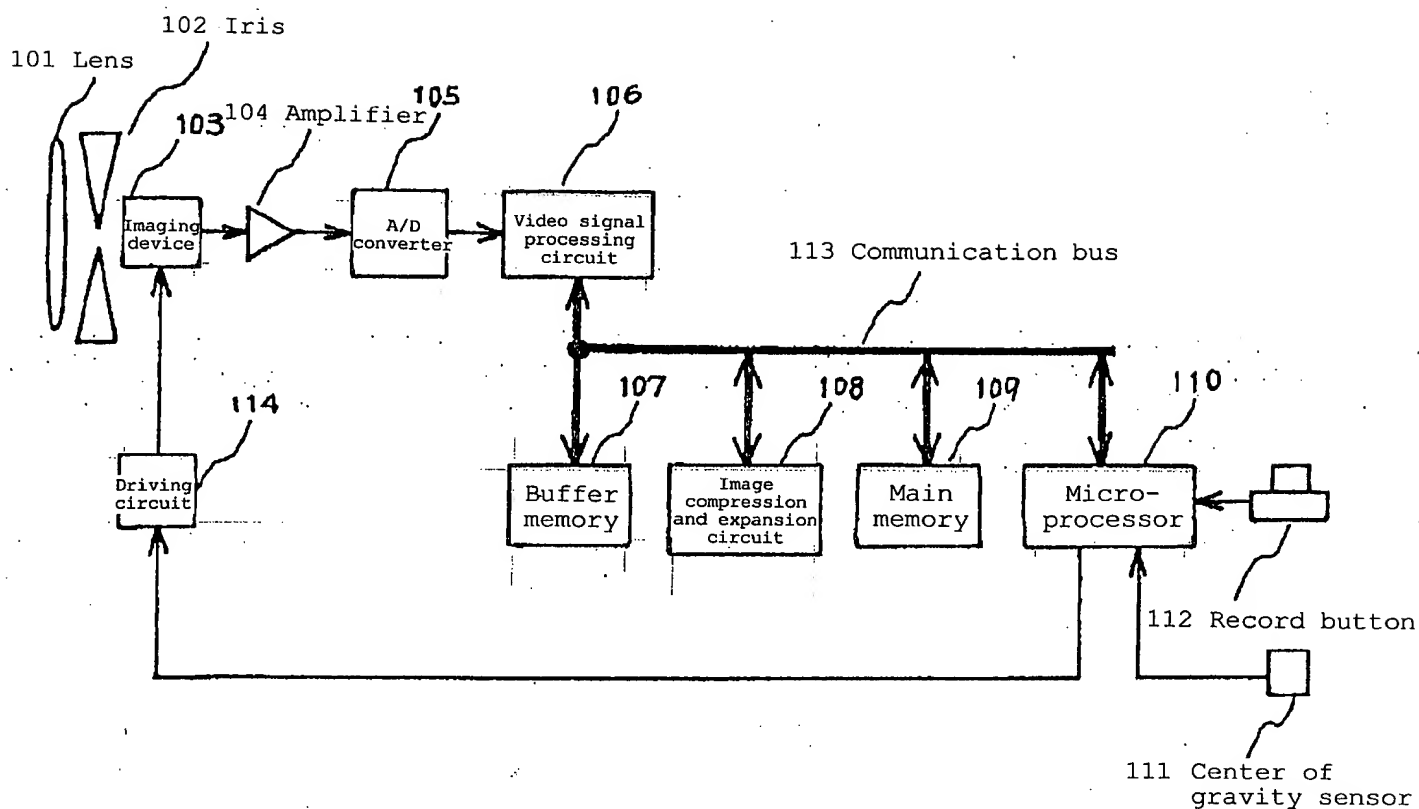 102 Iris
101 Lens
103
104 Amplifier
105
106
Imaging
device
A/D
converter
Video signal
processing
circuit
113 Communication bus
114
107
108
109
110
Driving
circuit
Buffer
memory
Image
compression
and expansion
circuit
Main
memory
Micro-
processor
112 Record button
111 Center of
gravity sensor